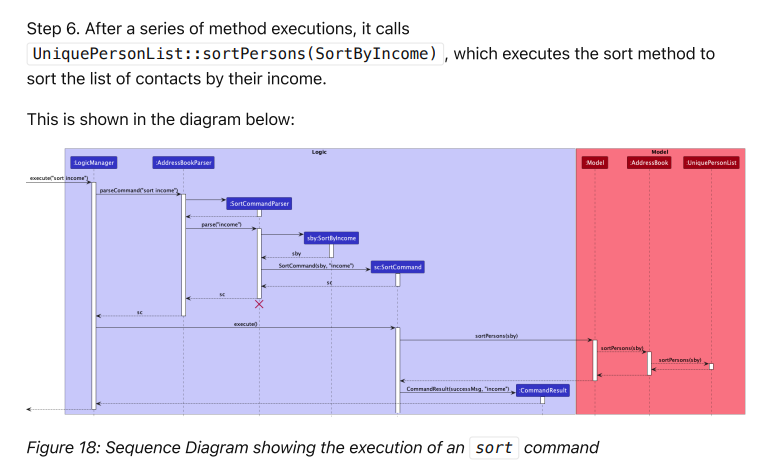 Step 6. After a series of method executions, it calls
UniquePersonList::sortPersons(SortByIncome) , which executes the sort method to
sort the list of contacts by their income.
This is shown in the diagram below:
Logic
Model
:LogicManager
:AddressBookParser
:Model
:AddressBook
:UniquePersonList
execute("sort income")
parseCommand("sort income")
:SortCommandParser
parse("income")
sby:SortByIncome
sby
SortCommand(sby, "income")
sc:SortCommand
sc
sc
sc
execute()
sortPersons(sby)
sortPersons(sby)
sortPersons(sby)
CommandResult(successMsg, "income")
:CommandResult
Figure 18: Sequence Diagram showing the execution of an sort command